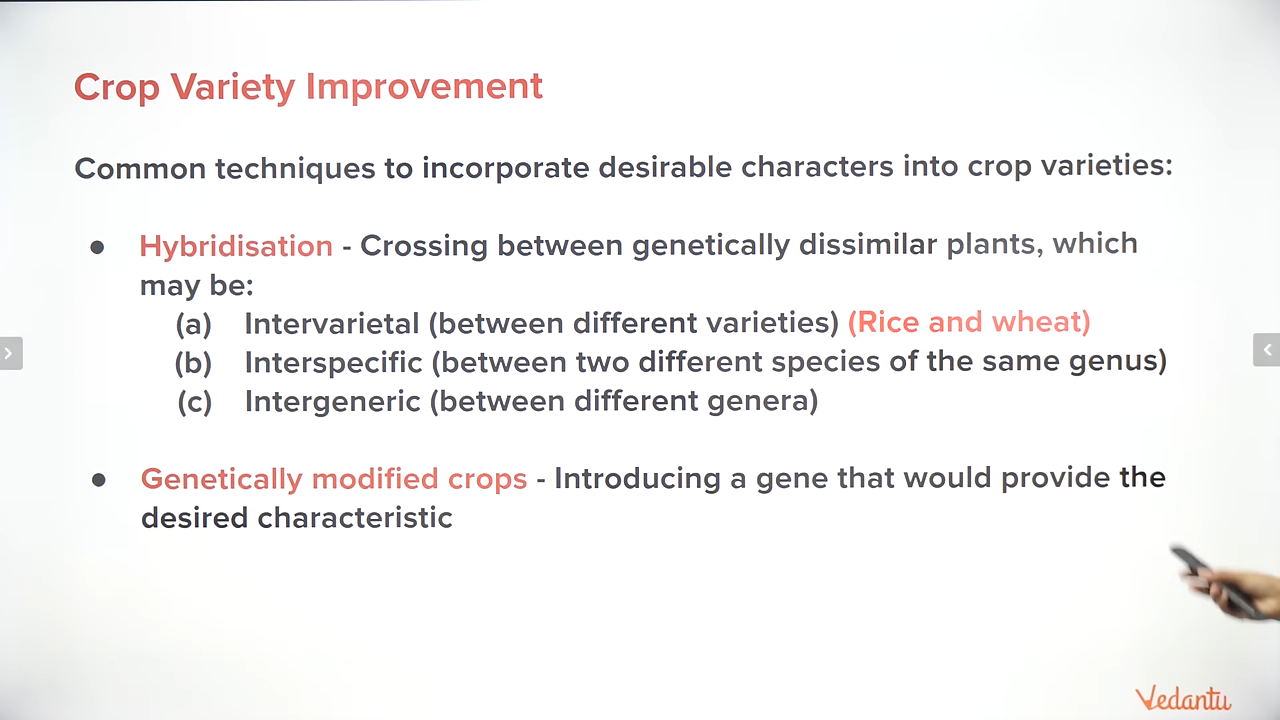 Crop Variety Improvement
Common techniques to incorporate desirable characters into crop varieties:
● Hybridisation - Crossing between genetically dissimilar plants, which
may be:
(a) Intervarietal (between different varieties) (Rice and wheat)
(b) Interspecific (between two different species of the same genus)
(c) Intergeneric (between different genera)
● Genetically modified crops - Introducing a gene that would provide the
desired characteristic
Vedantu